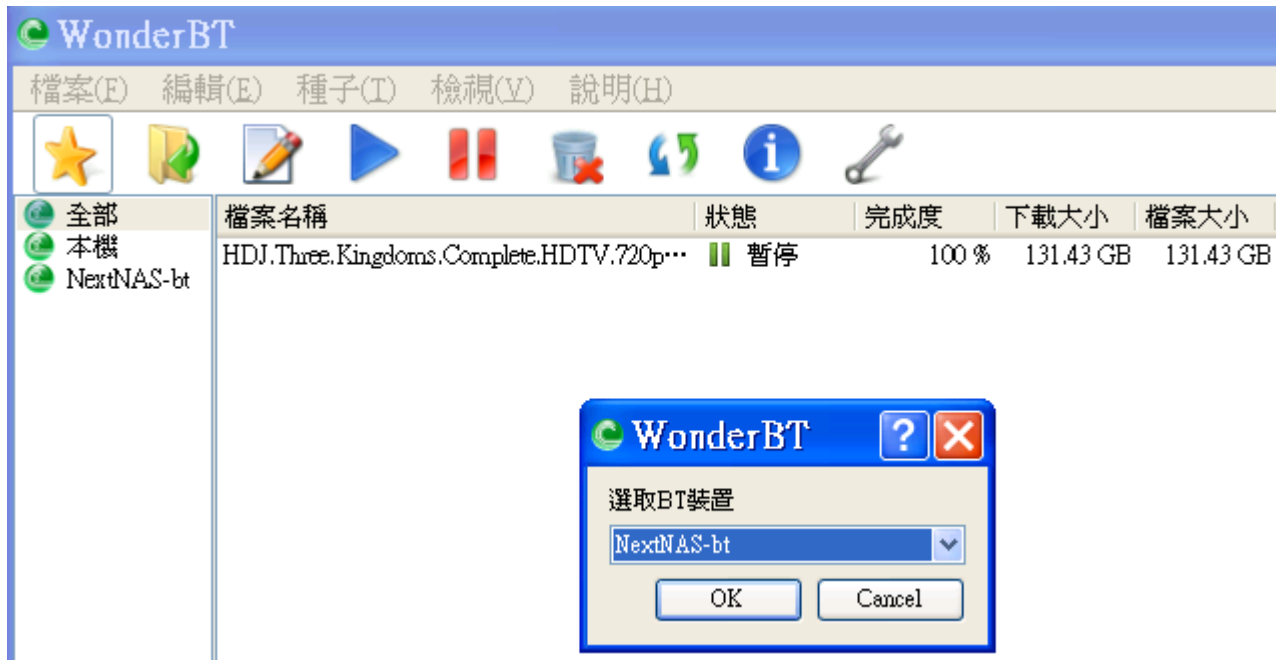 WonderBT
檔案(F) 編輯(E) 種子(T) 檢視(V) 說明(H)
全部
本機
NextNAS-bt
檔案名稱 狀態 完成度 下載大小 檔案大小
HDJ.Three.Kingdoms.Complete.HDTV.720p… 暫停 100 % 131.43 GB 131.43 GB
WonderBT
選取BT裝置
NextNAS-bt
OK Cancel